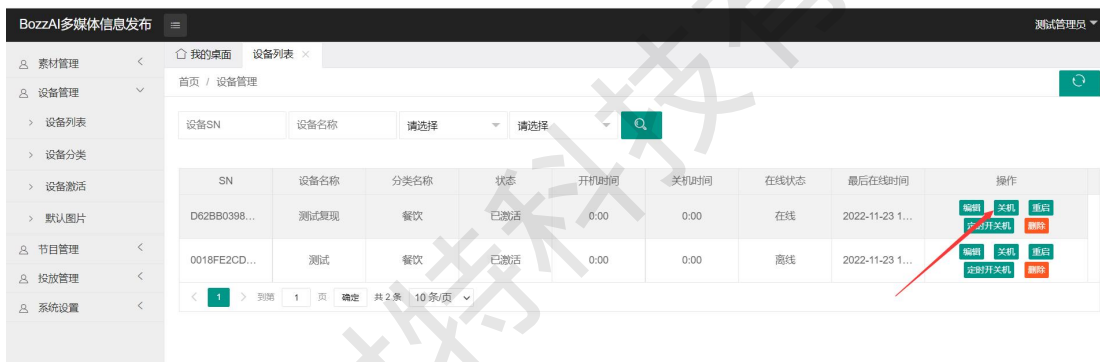 BozzAI多媒体信息发布
测试管理员
素材管理
设备管理
设备列表
设备分类
设备激活
默认图片
节目管理
投放管理
系统设置
我的桌面 设备列表
首页 / 设备管理
设备SN 设备名称 请选择 请选择
SN 设备名称 分类名称 状态 开机时间 关机时间 在线状态 最后在线时间 操作
D62BB0398... 测试复现 餐饮 已激活 0:00 0:00 在线 2022-11-23 1... 编辑 关机 重启
定时开关机 删除
0018FE2CD... 测试 餐饮 已激活 0:00 0:00 离线 2022-11-23 1... 编辑 关机 重启
定时开关机 删除
1 到第 1 页 确定 共 2 条 10 条/页